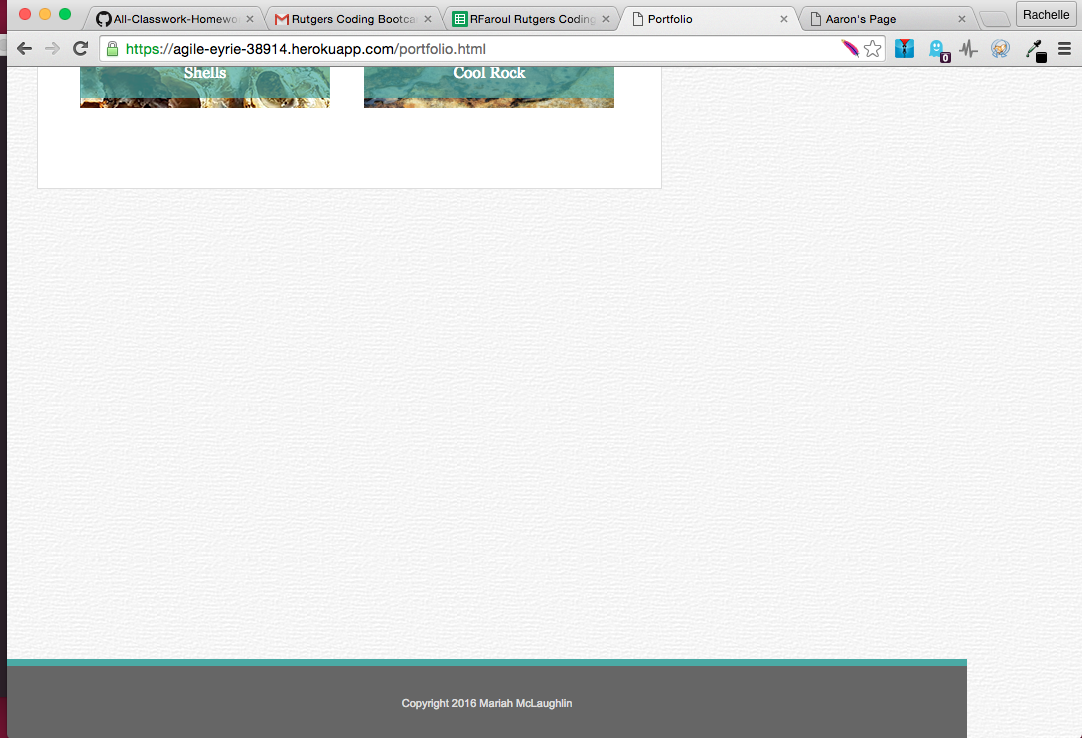 All-Classwork-Homewo
Rutgers Coding Bootca
RFaroul Rutgers Coding
Portfolio
Aaron's Page
Rachelle
https://agile-eyrie-38914.herokuapp.com/portfolio.html
0
Shells
Cool Rock
Copyright 2016 Mariah McLaughlin